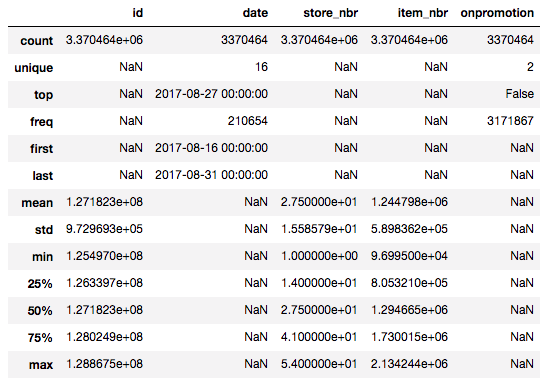 id date store_nbr item_nbr onpromotion
count 3.370464e+06 3370464 3.370464e+06 3.370464e+06 3370464
unique NaN 16 NaN NaN 2
top NaN 2017-08-27 00:00:00 NaN NaN False
freq NaN 210654 NaN NaN 3171867
first NaN 2017-08-16 00:00:00 NaN NaN NaN
last NaN 2017-08-31 00:00:00 NaN NaN NaN
mean 1.271823e+08 NaN 2.750000e+01 1.244798e+06 NaN
std 9.729693e+05 NaN 1.558579e+01 5.898362e+05 NaN
min 1.254970e+08 NaN 1.000000e+00 9.699500e+04 NaN
25% 1.263397e+08 NaN 1.400000e+01 8.053210e+05 NaN
50% 1.271823e+08 NaN 2.750000e+01 1.294665e+06 NaN
75% 1.280249e+08 NaN 4.100000e+01 1.730015e+06 NaN
max 1.288675e+08 NaN 5.400000e+01 2.134244e+06 NaN